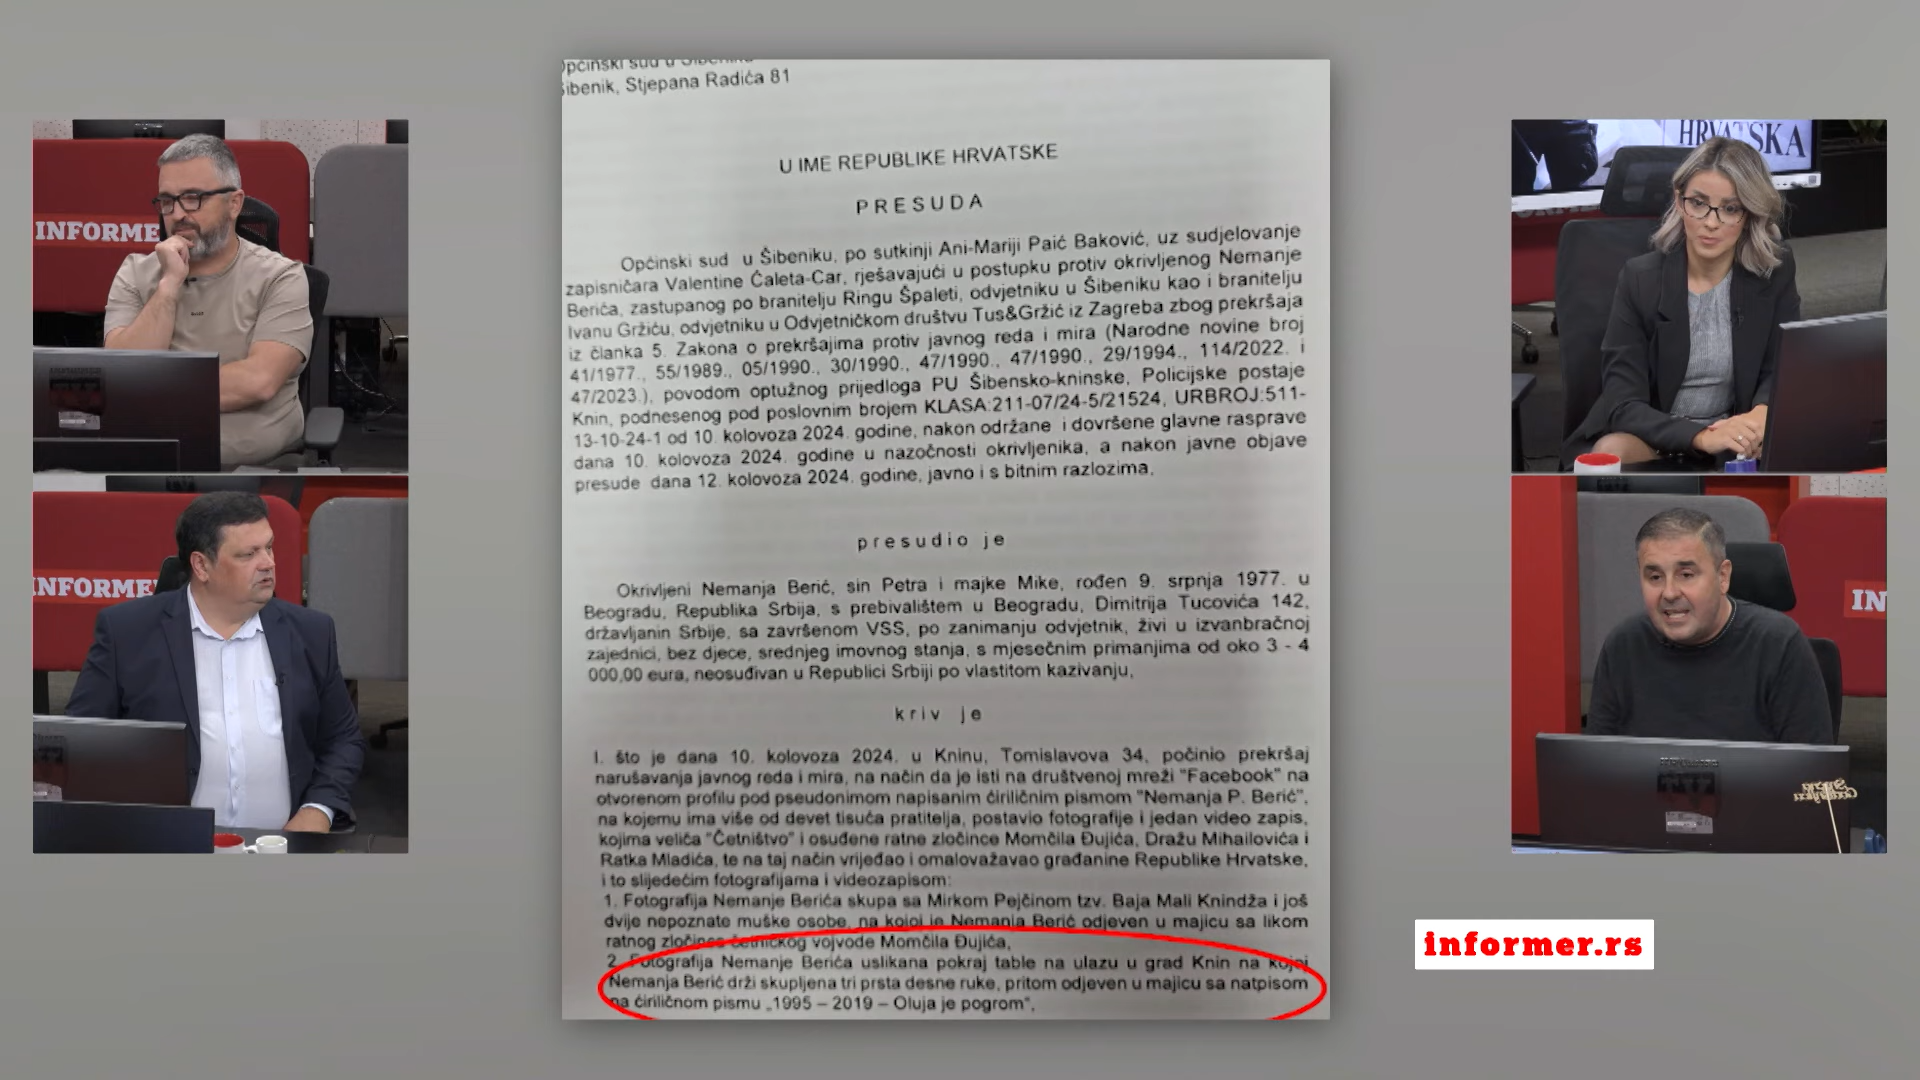 Općinski sud u Šibeniku
Šibenik, Stjepana Radića 81
U IME REPUBLIKE HRVATSKE
PRESUDA
Općinski sud u Šibeniku, po sutkinji Ani-Mariji Paić Baković, uz sudjelovanje
zapisničara Valentine Ćaleta-Car, rješavajući u postupku protiv okrivljenog Nemanje
Berića, zastupanog po branitelju Ringu Špaleti, odvjetniku u Šibeniku kao i branitelju
Ivanu Gržiću, odvjetniku u Odvjetničkom društvu Tus&Gržić iz Zagreba zbog prekršaja
iz članka 5. Zakona o prekršajima protiv javnog reda i mira (Narodne novine broj
41/1977., 55/1989., 05/1990., 30/1990., 47/1990., 47/1990., 29/1994., 114/2022. i
47/2023.), povodom optužnog prijedloga PU Šibensko-kninske, Policijske postaje
Knin, podnesenog pod poslovnim brojem KLASA:211-07/24-5/21524, URBROJ:511-
13-10-24-1 od 10. kolovoza 2024. godine, nakon održane i dovršene glavne rasprave
dana 10. kolovoza 2024. godine u nazočnosti okrivljenika, a nakon javne objave
presude dana 12. kolovoza 2024. godine, javno i s bitnim razlozima,
presudio je
Okrivljeni Nemanja Berić, sin Petra i majke Mike, rođen 9. srpnja 1977. u
Beogradu, Republika Srbija, s prebivalištem u Beogradu, Dimitrija Tucovića 142,
državljanin Srbije, sa završenom VSS, po zanimanju odvjetnik, živi u izvanbračnoj
zajednici, bez djece, srednjeg imovnog stanja, s mjesečnim primanjima od oko 3 - 4
000,00 eura, neosuđivan u Republici Srbiji po vlastitom kazivanju,
kriv je
I. što je dana 10. kolovoza 2024. u Kninu, Tomislavova 34, počinio prekršaj
narušavanja javnog reda i mira, na način da je isti na društvenoj mreži "Facebook" na
otvorenom profilu pod pseudonimom napisanim ćiriličnim pismom "Nemanja P. Berić",
na kojemu ima više od devet tisuća pratitelja, postavio fotografije i jedan video zapis,
kojima veliča "Četništvo" i osuđene ratne zločince Momčila Đujića, Dražu Mihailovića i
Ratka Mladića, te na taj način vrijeđao i omalovažavao građanine Republike Hrvatske,
i to slijedećim fotografijama i videozapisom:
1. Fotografija Nemanje Berića skupa sa Mirkom Pejčinom tzv. Baja Mali Knindža i još
dvije nepoznate muške osobe, na kojoj je Nemanja Berić odjeven u majicu sa likom
ratnog zločinca četničkog vojvode Momčila Đujića,
2. Fotografija Nemanje Berića uslikana pokraj table na ulazu u grad Knin na kojoj
Nemanja Berić drži skupljena tri prsta desne ruke, pritom odjeven u majicu sa natpisom
na ćiriličnom pismu „1995 – 2019 – Oluja je pogrom",
INFORME
INFORME
HRVATSKA
IN
informer.rs